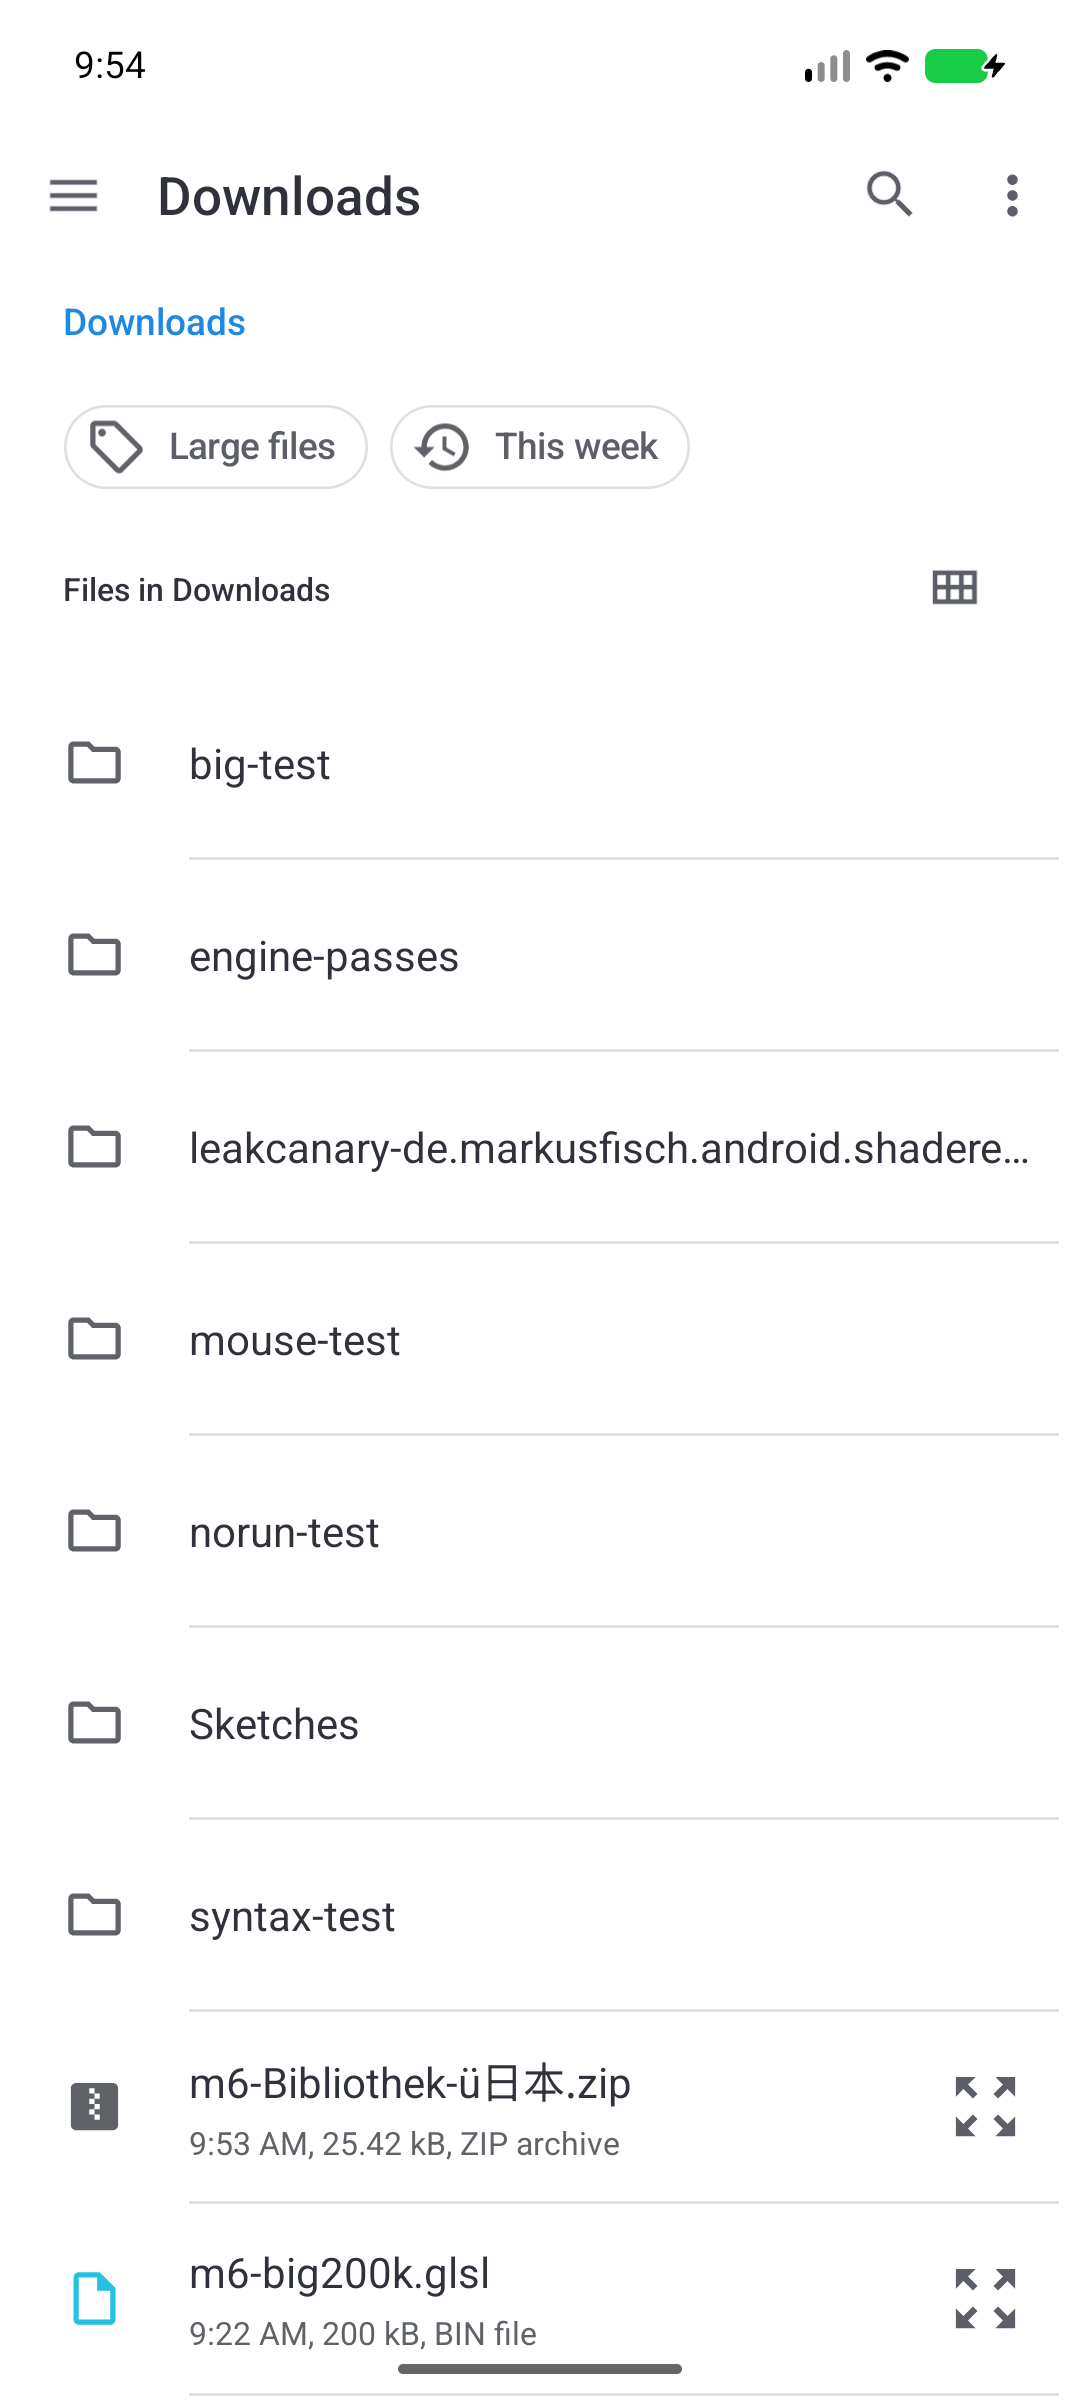 9:54
Downloads
Downloads
Large files
This week
Files in Downloads
big-test
engine-passes
leakcanary-de.markusfisch.android.shadere…
mouse-test
norun-test
Sketches
syntax-test
m6-Bibliothek-ü日本.zip
9:53 AM, 25.42 kB, ZIP archive
m6-big200k.glsl
9:22 AM, 200 kB, BIN file